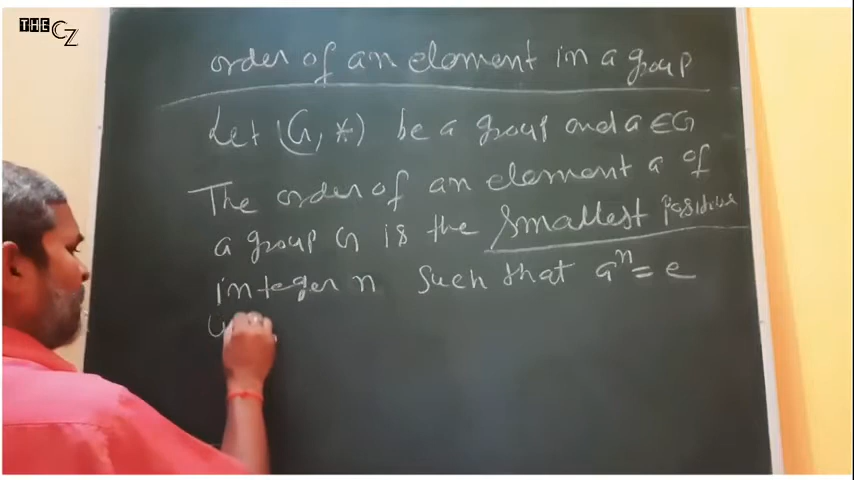 THE CZ
order of an element in a group
Let (G, *) be a group and a ∈ G
The order of an element a of
a group G is the smallest positive
integer n such that aⁿ = e